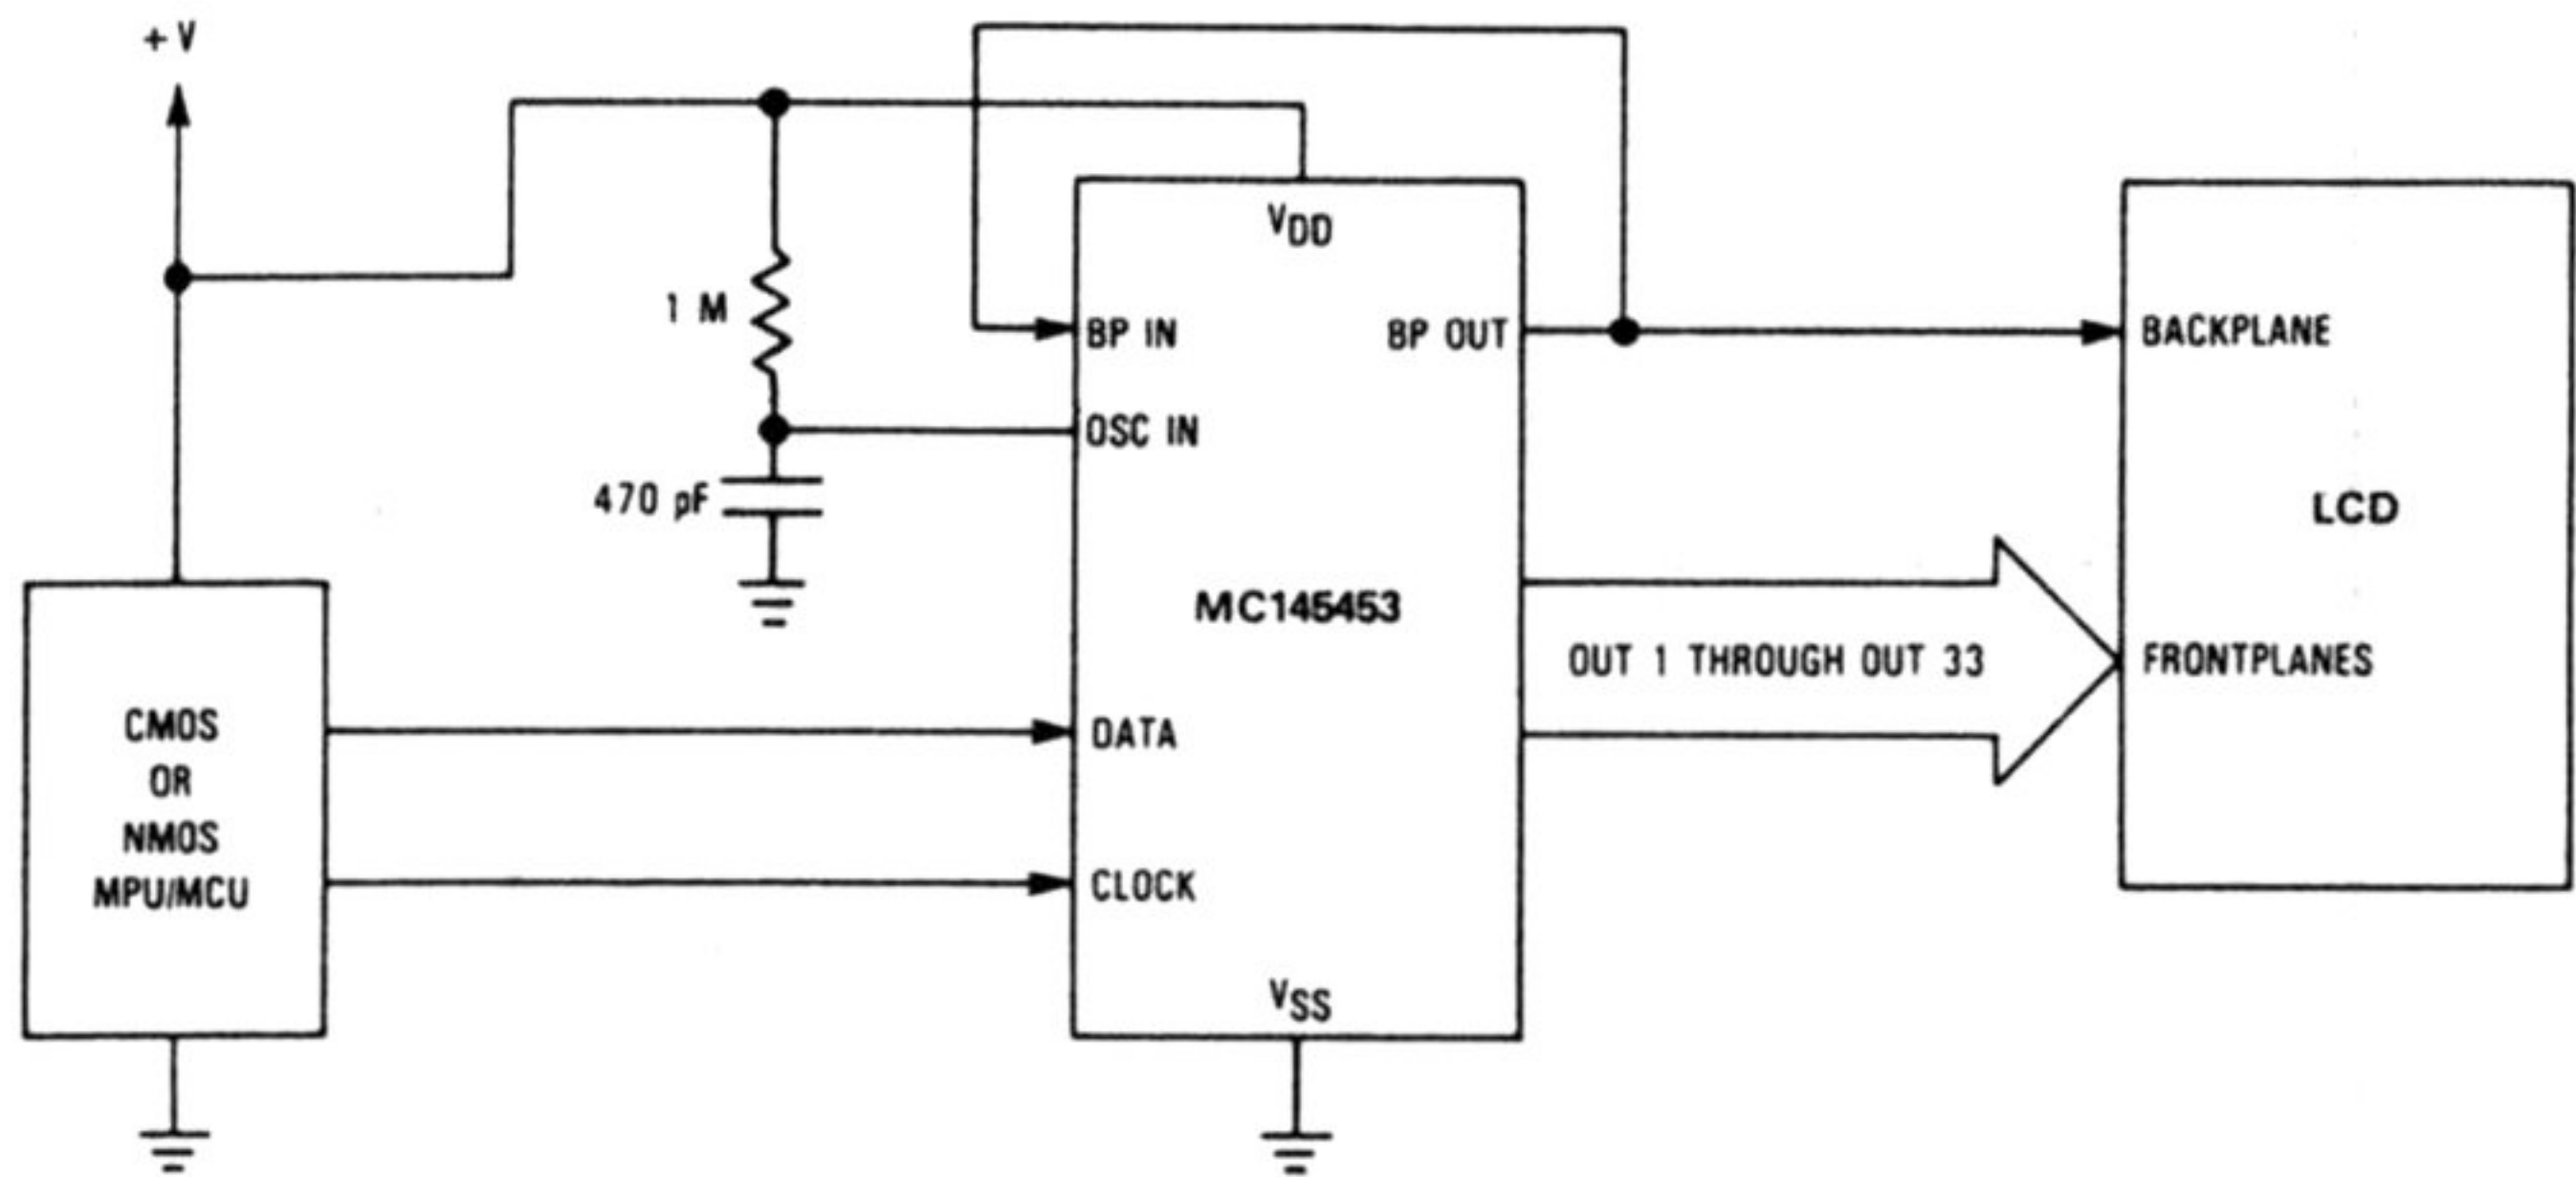 +V
VDD
1 M
BP IN
BP OUT
BACKPLANE
OSC IN
470 pF
LCD
MC145453
OUT 1 THROUGH OUT 33
FRONTPLANES
CMOS
OR
NMOS
MPU/MCU
DATA
CLOCK
VSS